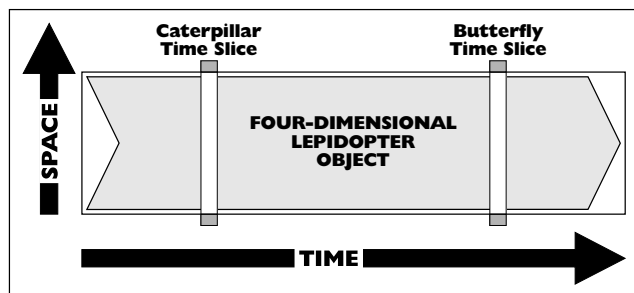 Caterpillar
Time Slice
Butterfly
Time Slice
SPACE
FOUR-DIMENSIONAL
LEPIDOPTER
OBJECT
TIME